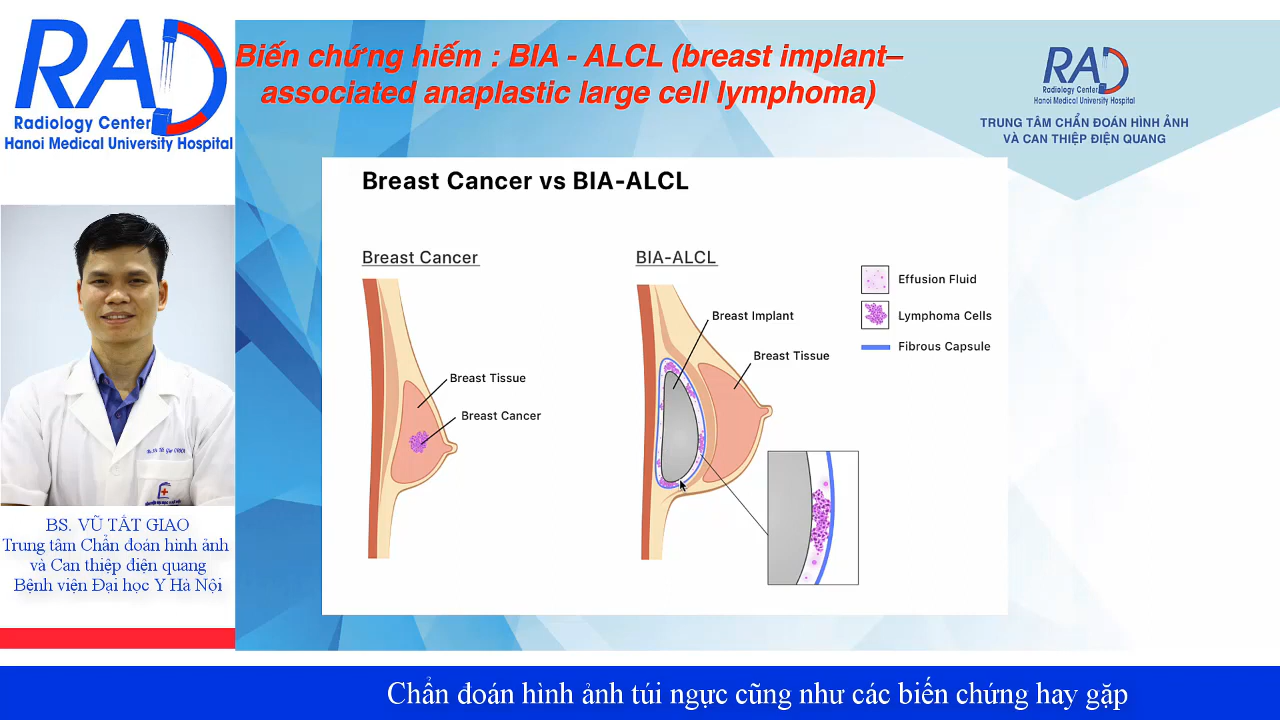 RAD
Radiology Center
Hanoi Medical University Hospital
Biến chứng hiếm : BIA - ALCL (breast implant–
associated anaplastic large cell lymphoma)
RAD
Radiology Center
Hanoi Medical University Hospital
TRUNG TÂM CHẨN ĐOÁN HÌNH ẢNH
VÀ CAN THIỆP ĐIỆN QUANG
Breast Cancer vs BIA-ALCL
Breast Cancer
Breast Tissue
Breast Cancer
BIA-ALCL
Breast Implant
Breast Tissue
Effusion Fluid
Lymphoma Cells
Fibrous Capsule
BS. VŨ TẤT GIAO
Trung tâm Chẩn đoán hình ảnh
và Can thiệp điện quang
Bệnh viện Đại học Y Hà Nội
Chẩn đoán hình ảnh túi ngực cũng như các biến chứng hay gặp